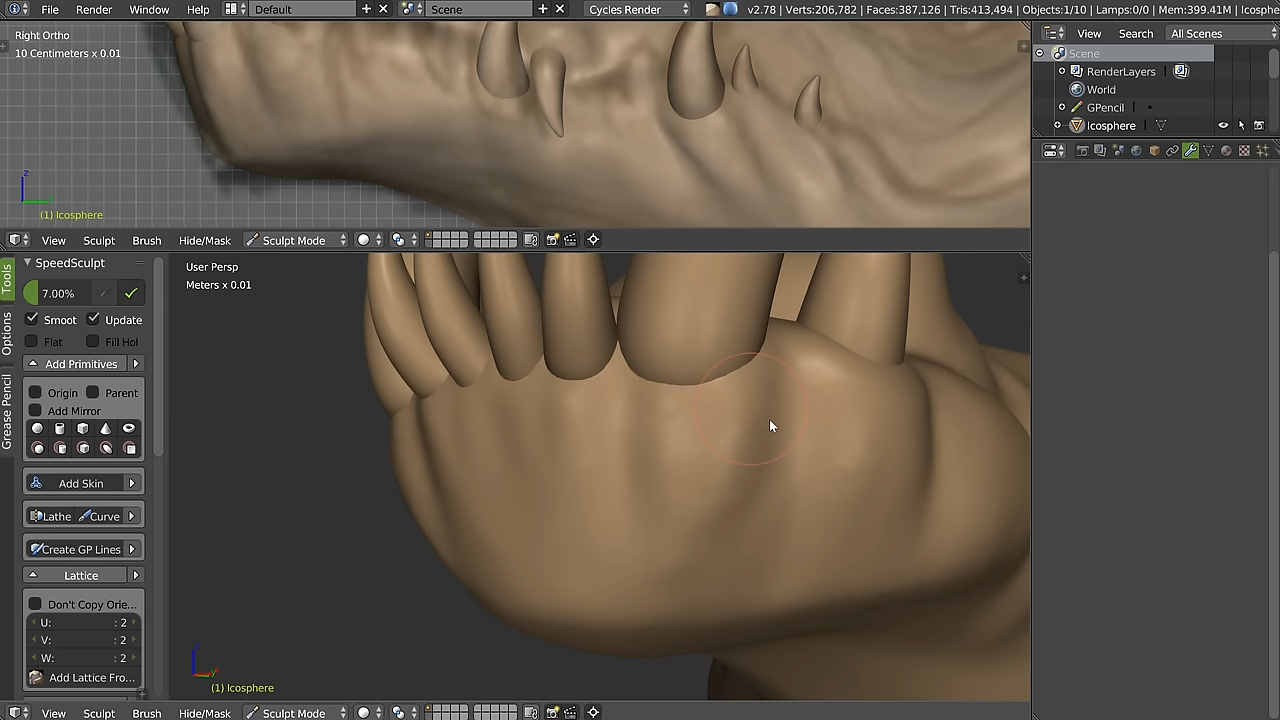 File Render Window Help Default Scene Cycles Render v2.78 | Verts:206,782 | Faces:387,126 | Tris:413,494 | Objects:1/10 | Lamps:0/0 | Mem:399.41M | Icosphe
Right Ortho
10 Centimeters x 0.01
z
(1) Icosphere
View Sculpt Brush Hide/Mask Sculpt Mode
View Search All Scenes
Scene
RenderLayers
World
GPencil
Icosphere
Tools
Options
Grease Pencil
SpeedSculpt
7.00%
Smoot Update
Flat Fill Hol
Add Primitives
Origin Parent
Add Mirror
Add Skin
Lathe Curve
Create GP Lines
Lattice
Don't Copy Orie...
U: : 2
V: : 2
W: : 2
Add Lattice Fro...
User Persp
Meters x 0.01
(1) Icosphere
View Sculpt Brush Hide/Mask Sculpt Mode